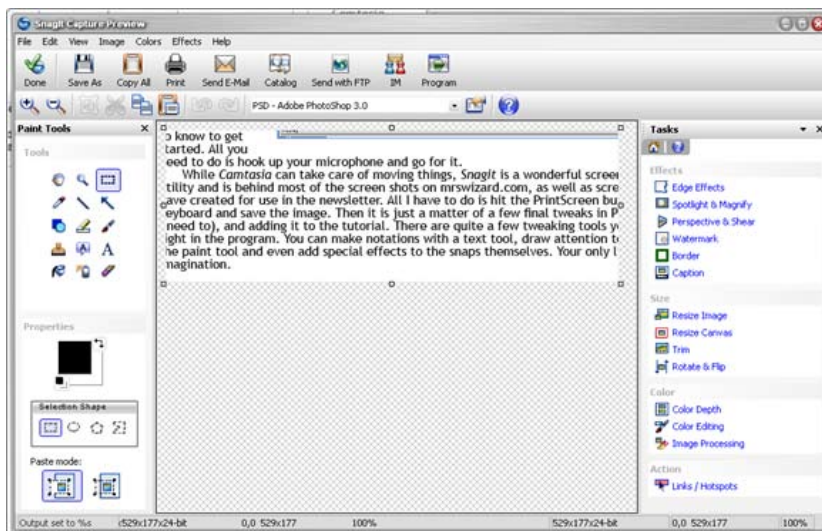 SnagIt Capture Preview
File Edit View Image Colors Effects Help
Done Save As Copy All Print Send E-Mail Catalog Send with FTP IM Program
PSD - Adobe PhotoShop 3.0
Paint Tools
Tools
A
Properties
Selection Shape
Paste mode:
o know to get
tarted. All you
eed to do is hook up your microphone and go for it.
While Camtasia can take care of moving things, Snagit is a wonderful screen
tility and is behind most of the screen shots on mrswizard.com, as well as scre
ave created for use in the newsletter. All I have to do is hit the PrintScreen bu
eyboard and save the image. Then it is just a matter of a few final tweaks in P
need to), and adding it to the tutorial. There are quite a few tweaking tools y
ight in the program. You can make notations with a text tool, draw attention t
he paint tool and even add special effects to the snaps themselves. Your only l
magination.
Tasks
Effects
Edge Effects
Spotlight & Magnify
Perspective & Shear
Watermark
Border
Caption
Size
Resize Image
Resize Canvas
Trim
Rotate & Flip
Color
Color Depth
Color Editing
Image Processing
Action
Links / Hotspots
Output set to %s 529x177x24-bit 0,0 529x177 100% 529x177x24-bit 0,0 529x177 100%